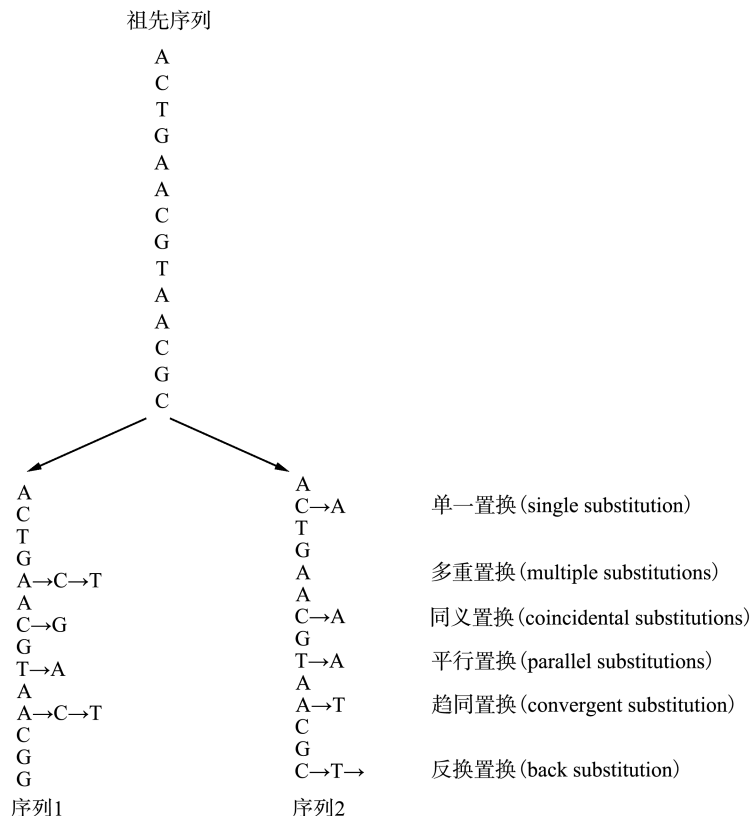 祖先序列
A
C
T
G
A
A
C
G
T
A
A
C
G
C
A
C
T
G
A→C→T
A
C→G
G
T→A
A
A→C→T
C
G
G
序列1
A
C→A
T
G
A
A
C→A
G
T→A
A
A→T
C
G
C→T→
序列2
单一置换(single substitution)
多重置换(multiple substitutions)
同义置换(coincidental substitutions)
平行置换(parallel substitutions)
趋同置换(convergent substitution)
反换置换(back substitution)